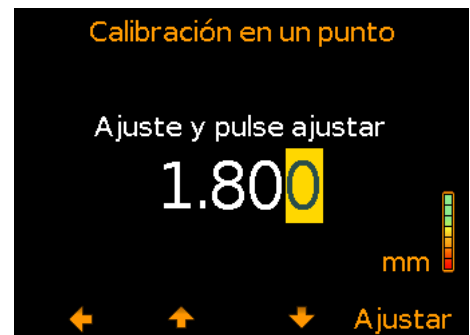 Calibración en un punto
Ajuste y pulse ajustar
1.800
mm
Ajustar